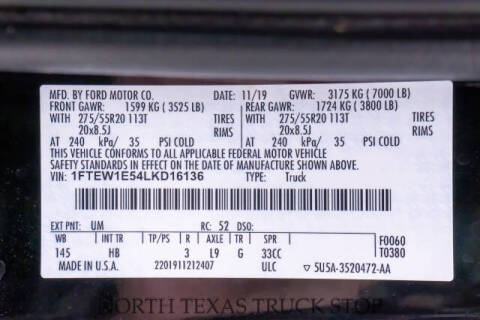 MFD. BY FORD MOTOR CO. DATE: 11/19 GVWR: 3175 KG (7000 LB)
FRONT GAWR: 1599 KG (3525 LB) REAR GAWR: 1724 KG (3800 LB)
WITH 275/55R20 113T TIRES WITH 275/55R20 113T TIRES
20x8.5J RIMS 20x8.5J RIMS
AT 240 kPa/ 35 PSI COLD AT 240 kPa/ 35 PSI COLD
THIS VEHICLE CONFORMS TO ALL APPLICABLE FEDERAL MOTOR VEHICLE
SAFETY STANDARDS IN EFFECT ON THE DATE OF MANUFACTURE SHOWN ABOVE.
VIN: 1FTEW1E54LKD16136 TYPE: Truck
EXT PNT: UM RC: 52 DSO:
WB INT TR TP/PS R AXLE TR SPR F0060
145 HB 3 L9 G 33CC T0380
MADE IN U.S.A. 2201911212407 ULC 5U5A-3520472-AA
NORTH TEXAS TRUCK STOP